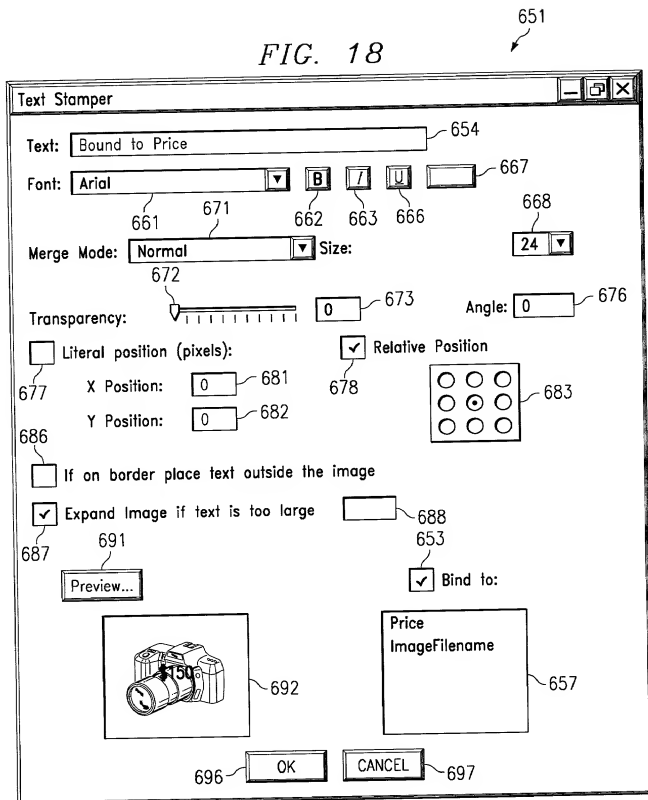 651
FIG. 18
Text Stamper
Text: Bound to Price 654
Font: Arial B I U 667
661 662 663 666
671 668
Merge Mode: Normal Size: 24
672
Transparency: 0 673 Angle: 0 676
Literal position (pixels): Relative Position
677 678
X Position: 0 681
Y Position: 0 682
683
686
If on border place text outside the image
Expand Image if text is too large 688
687
691 653
Preview... Bind to:
Price
ImageFilename
$150
692 657
696 OK CANCEL 697